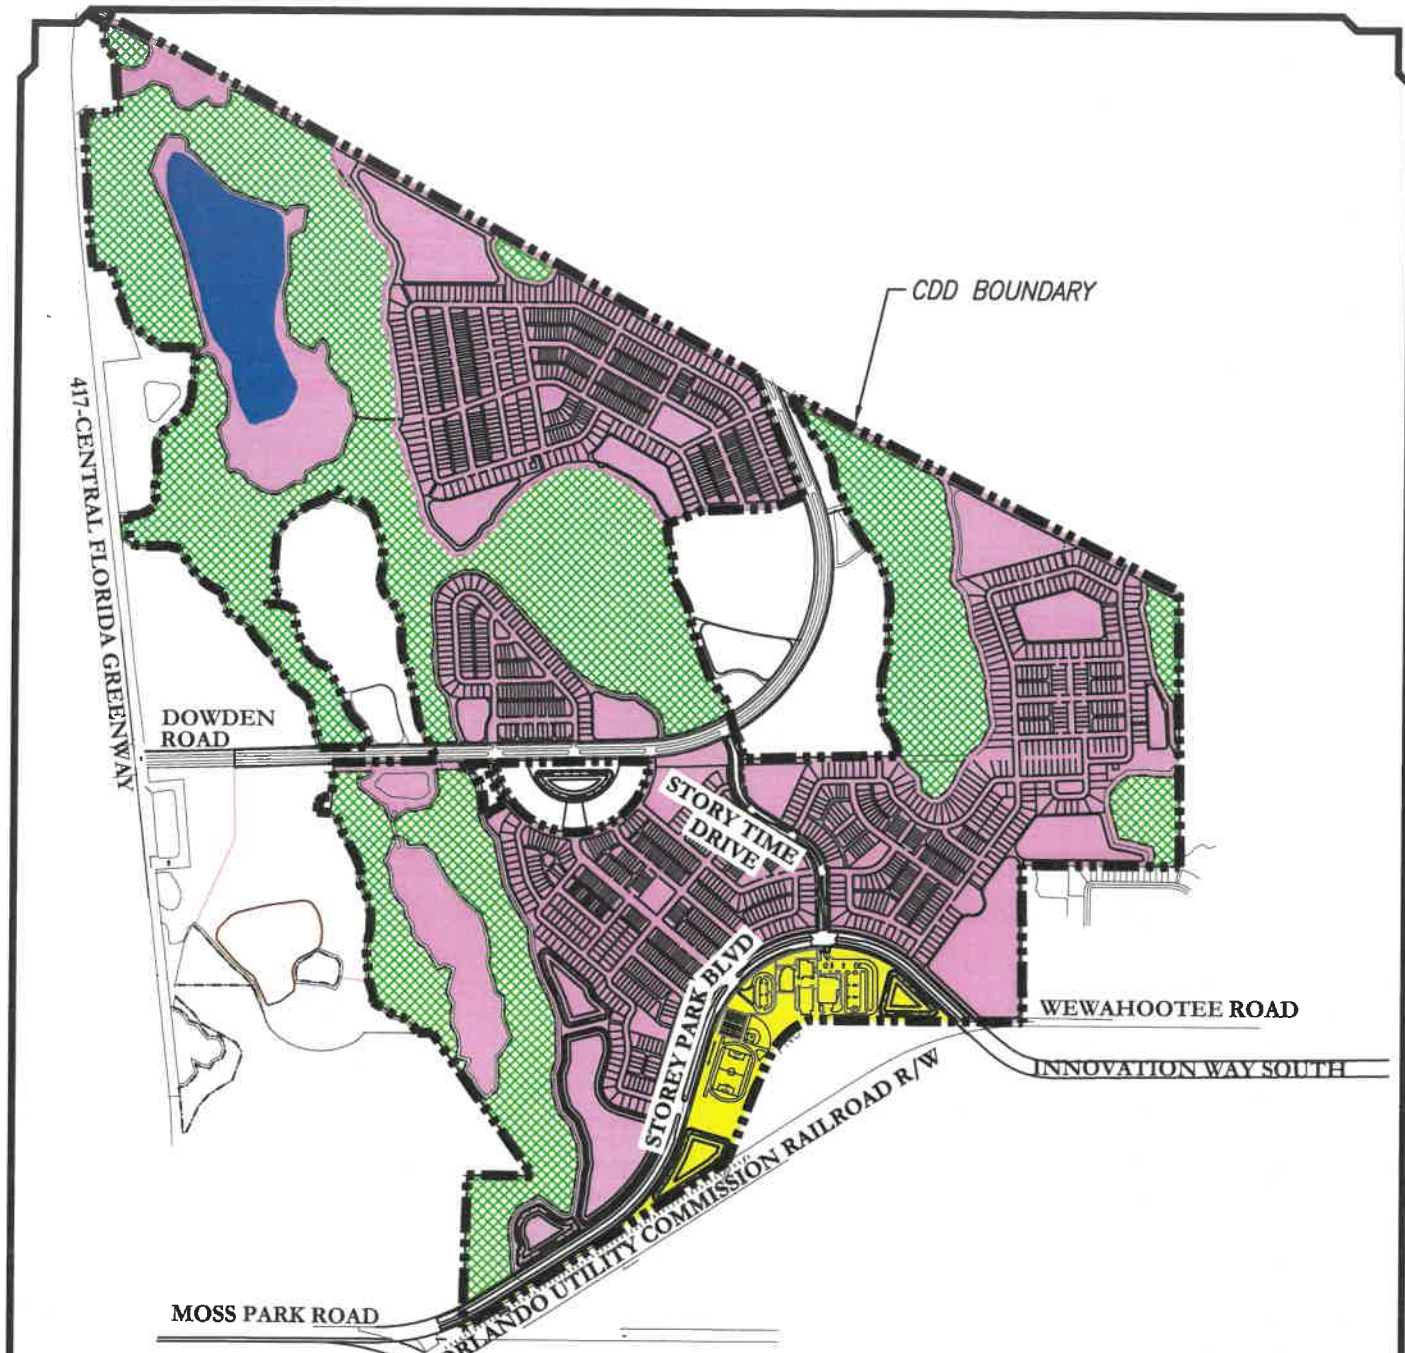 CDD BOUNDARY
417-CENTRAL FLORIDA GREENWAY
DOWDEN
ROAD
STORY TIME
DRIVE
STOREY PARK BLVD
WEWAHOOTEE ROAD
INNOVATION WAY SOUTH
ORLANDO UTILITY COMMISSION RAILROAD R/W
MOSS PARK ROAD